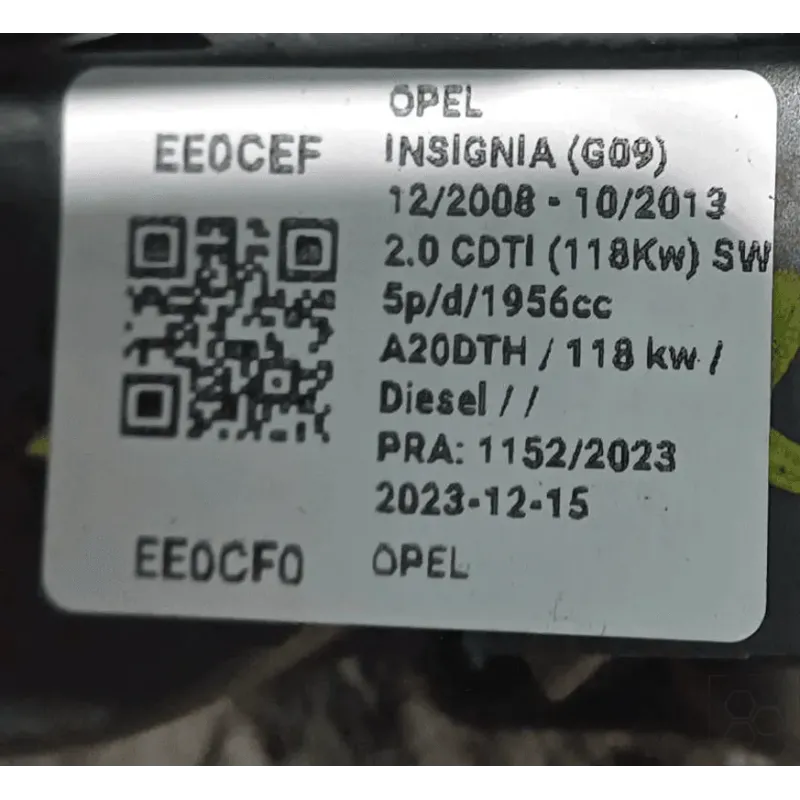 OPEL
EE0CEF
INSIGNIA (G09)
12/2008 - 10/2013
2.0 CDTI (118Kw) SW
5p/d/1956cc
A20DTH / 118 kw /
Diesel / /
PRA: 1152/2023
2023-12-15
EE0CF0
OPEL